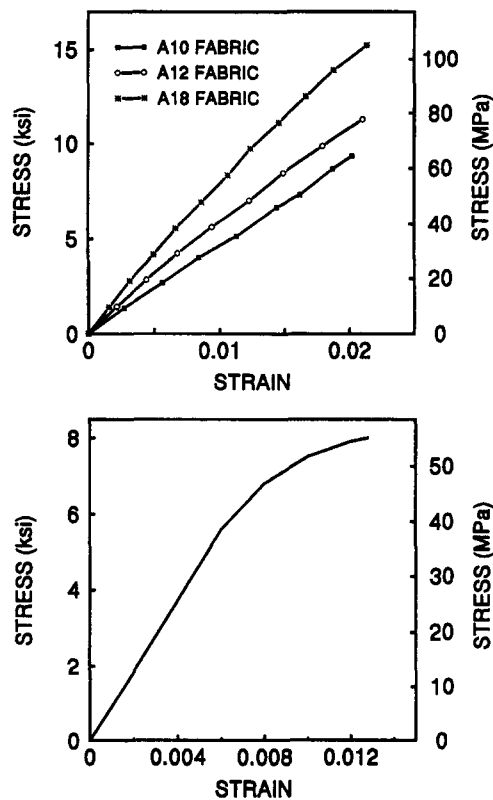 15
10
5
0
STRESS (ksi)
A10 FABRIC
A12 FABRIC
A18 FABRIC
100
80
60
40
20
0
STRESS (MPa)
0 0.01 0.02
STRAIN
8
6
4
2
0
STRESS (ksi)
50
40
30
20
10
0
STRESS (MPa)
0 0.004 0.008 0.012
STRAIN